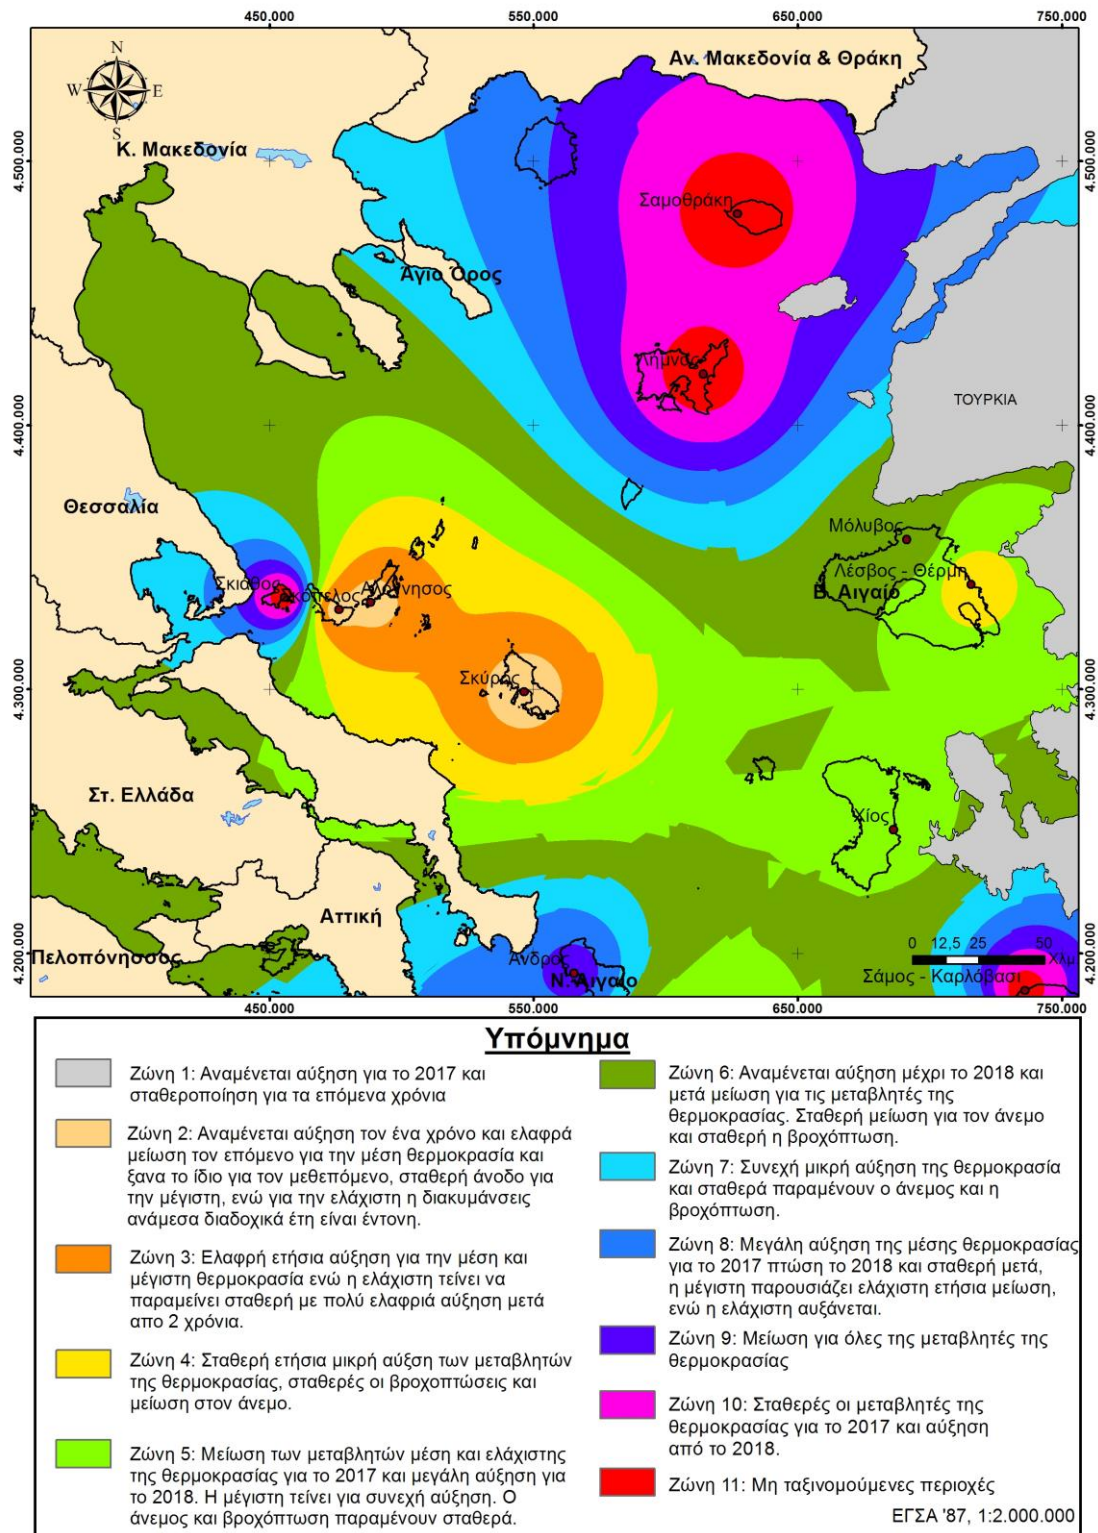 450.000 550.000 650.000 750.000
Αν. Μακεδονία & Θράκη
N
W E
S
Κ. Μακεδονία
4.500.000 4.500.000
Σαμοθράκη
Άγιο Όρος
Λήμνος
ΤΟΥΡΚΙΑ
4.400.000 4.400.000
Θεσσαλία
Μόλυβος
Σκιάθος
Σκόπελος
Αλόννησος
Λέσβος - Θέρμη
Β. Αιγαίο
Σκύρος
4.300.000 4.300.000
Στ. Ελλάδα
Χίος
Αττική
Πελοπόννησος
Άνδρος
Ν. Αιγαίο
0 12,5 25 50
Χλμ
Σάμος - Καρλόβασι
4.200.000 4.200.000
450.000 550.000 650.000 750.000
Υπόμνημα
Ζώνη 1: Αναμένεται αύξηση για το 2017 και
σταθεροποίηση για τα επόμενα χρόνια
Ζώνη 2: Αναμένεται αύξηση τον ένα χρόνο και ελαφρά
μείωση τον επόμενο για την μέση θερμοκρασία και
ξανα το ίδιο για τον μεθεπόμενο, σταθερή άνοδο για
την μέγιστη, ενώ για την ελάχιστη η διακυμάνσεις
ανάμεσα διαδοχικά έτη είναι έντονη.
Ζώνη 3: Ελαφρή ετήσια αύξηση για την μέση και
μέγιστη θερμοκρασία ενώ η ελάχιστη τείνει να
παραμείνει σταθερή με πολύ ελαφριά αύξηση μετά
απο 2 χρόνια.
Ζώνη 4: Σταθερή ετήσια μικρή αύξση των μεταβλητών
της θερμοκρασίας, σταθερές οι βροχοπτώσεις και
μείωση στον άνεμο.
Ζώνη 5: Μείωση των μεταβλητών μέση και ελάχιστης
της θερμοκρασίας για το 2017 και μεγάλη αύξηση για
το 2018. Η μέγιστη τείνει για συνεχή αύξηση. Ο
άνεμος και βροχόπτωση παραμένουν σταθερά.
Ζώνη 6: Αναμένεται αύξηση μέχρι το 2018 και
μετά μείωση για τις μεταβλητές της
θερμοκρασίας. Σταθερή μείωση για τον άνεμο
και σταθερή η βροχόπτωση.
Ζώνη 7: Συνεχή μικρή αύξηση της θερμοκρασία
και σταθερά παραμένουν ο άνεμος και η
βροχόπτωση.
Ζώνη 8: Μεγάλη αύξηση της μέσης θερμοκρασίας
για το 2017 πτώση το 2018 και σταθερή μετά,
η μέγιστη παρουσιάζει ελάχιστη ετήσια μείωση,
ενώ η ελάχιστη αυξάνεται.
Ζώνη 9: Μείωση για όλες της μεταβλητές της
θερμοκρασίας
Ζώνη 10: Σταθερές οι μεταβλητές της
θερμοκρασίας για το 2017 και αύξηση
από το 2018.
Ζώνη 11: Μη ταξινομούμενες περιοχές
ΕΓΣΑ '87, 1:2.000.000